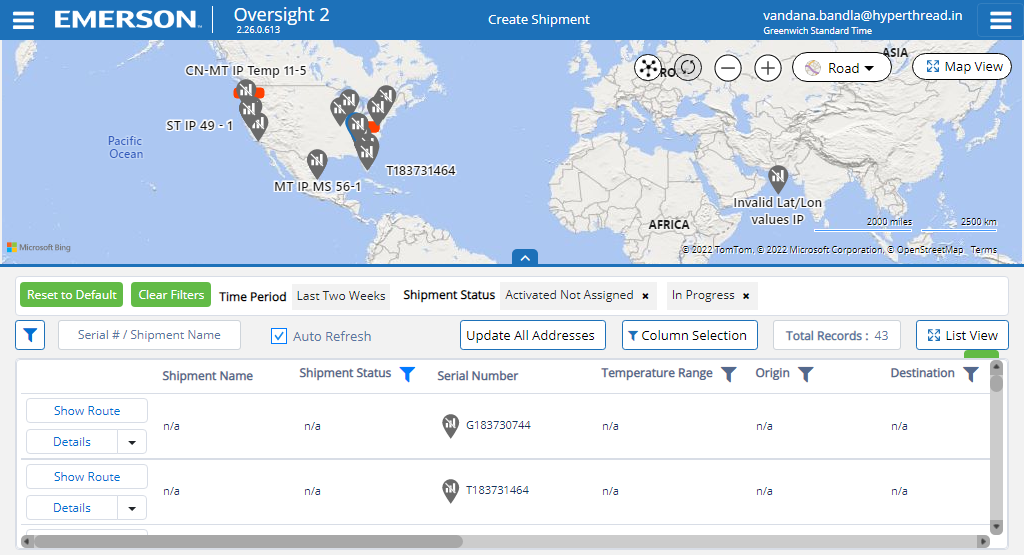 EMERSON
Oversight 2
2.26.0.613
Create Shipment
vandana.bandla@hyperthread.in
Greenwich Standard Time
CN-MT IP Temp 11-5
ASIA
Road
Map View
ST IP 49 - 1
Pacific
Ocean
T183731464
MT IP MS 56-1
Invalid Lat/Lon
values IP
AFRICA
2000 miles
2500 km
Microsoft Bing
© 2022 TomTom, © 2022 Microsoft Corporation, © OpenStreetMap Terms
Reset to Default
Clear Filters
Time Period
Last Two Weeks
Shipment Status
Activated Not Assigned ×
In Progress ×
Serial # / Shipment Name
Auto Refresh
Update All Addresses
Column Selection
Total Records : 43
List View
Shipment Name
Shipment Status
Serial Number
Temperature Range
Origin
Destination
Show Route
Details
n/a
n/a
G183730744
n/a
n/a
n/a
Show Route
Details
n/a
n/a
T183731464
n/a
n/a
n/a